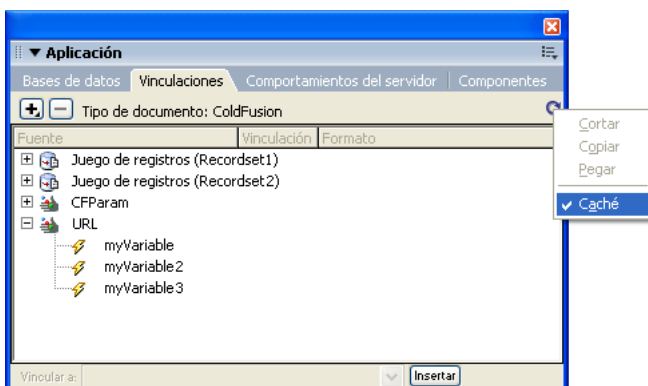 Aplicación
Bases de datos Vinculaciones Comportamientos del servidor Componentes
Tipo de documento: ColdFusion
Fuente Vinculación Formato
Juego de registros (Recordset1)
Juego de registros (Recordset2)
CFParam
URL
myVariable
myVariable2
myVariable3
Vincular a: Insertar
Cortar
Copiar
Pegar
Caché